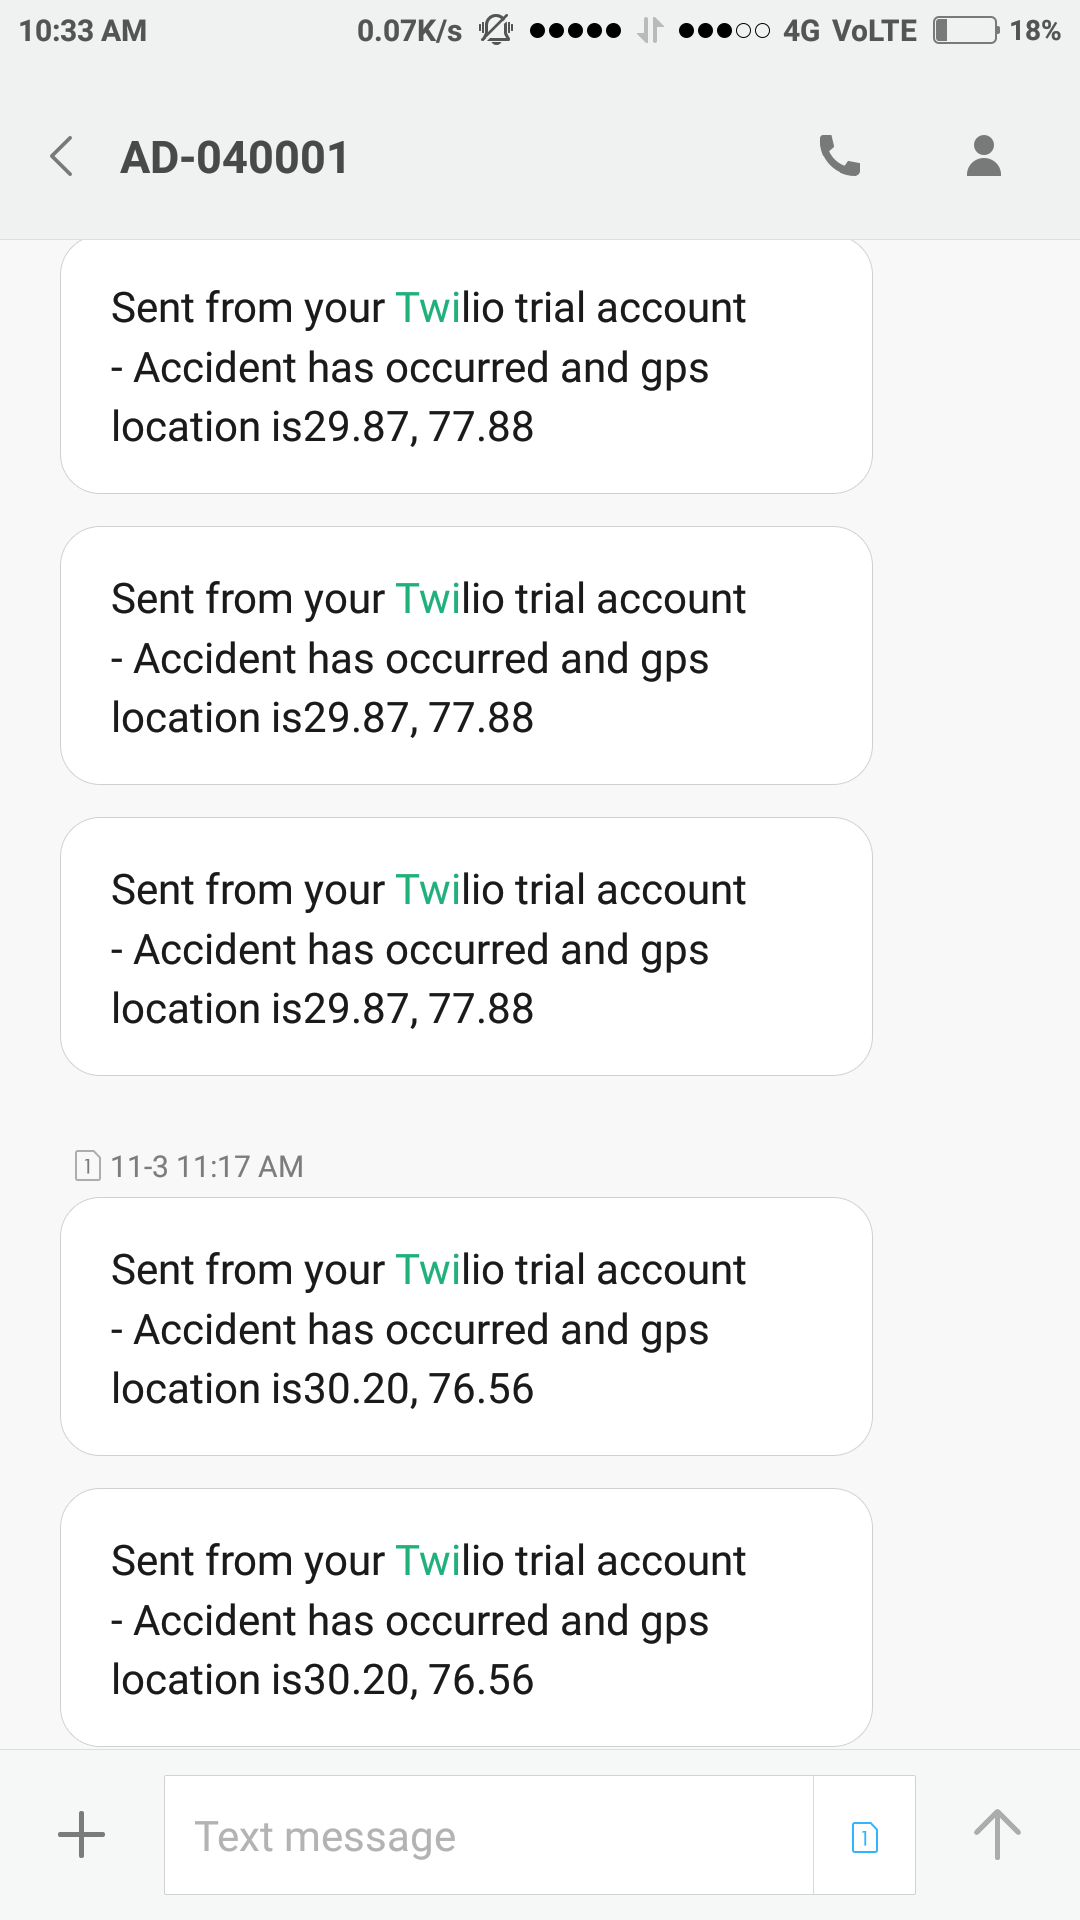 10:33 AM 0.07K/s 4G VoLTE 18%
AD-040001
Sent from your Twilio trial account
- Accident has occurred and gps
location is29.87, 77.88
Sent from your Twilio trial account
- Accident has occurred and gps
location is29.87, 77.88
Sent from your Twilio trial account
- Accident has occurred and gps
location is29.87, 77.88
1 11-3 11:17 AM
Sent from your Twilio trial account
- Accident has occurred and gps
location is30.20, 76.56
Sent from your Twilio trial account
- Accident has occurred and gps
location is30.20, 76.56
Text message 1